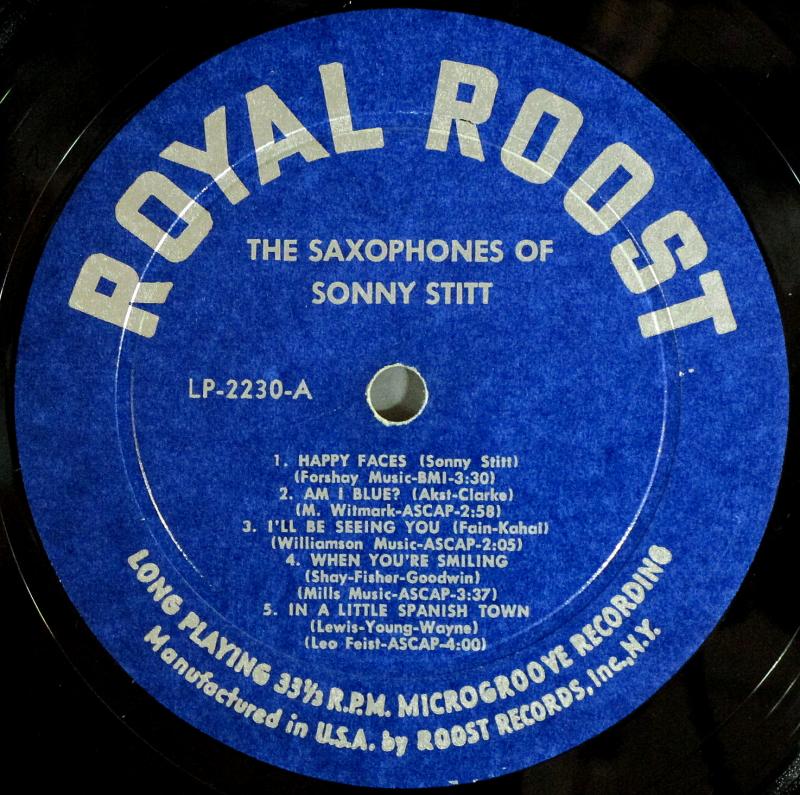 ROYAL ROOST
THE SAXOPHONES OF
SONNY STITT
LP-2230-A
1. HAPPY FACES (Sonny Stitt)
(Forshay Music-BMI-3:30)
2. AM I BLUE? (Akst-Clarke)
(M. Witmark-ASCAP-2:58)
3. I'LL BE SEEING YOU (Fain-Kahal)
(Williamson Music-ASCAP-2:05)
4. WHEN YOU'RE SMILING
(Shay-Fisher-Goodwin)
(Mills Music-ASCAP-3:37)
5. IN A LITTLE SPANISH TOWN
(Lewis-Young-Wayne)
(Leo Feist-ASCAP-4:00)
LONG PLAYING 33⅓ R.P.M. MICROGROOVE RECORDING
Manufactured in U.S.A. by ROOST RECORDS, Inc., N.Y.